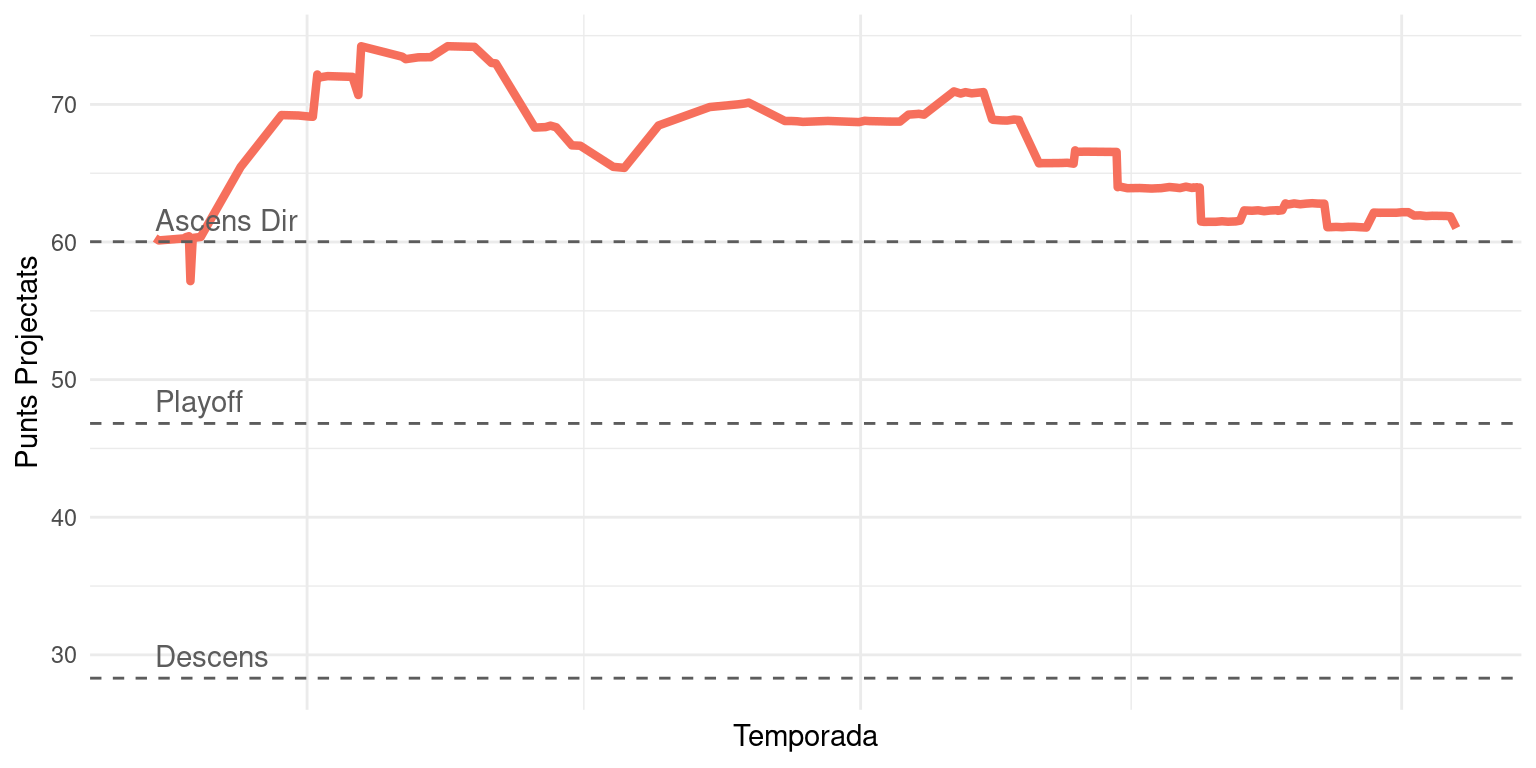 70
Ascens Dir
60
50
Playoff
40
30
Descens
Punts Projectats
Temporada